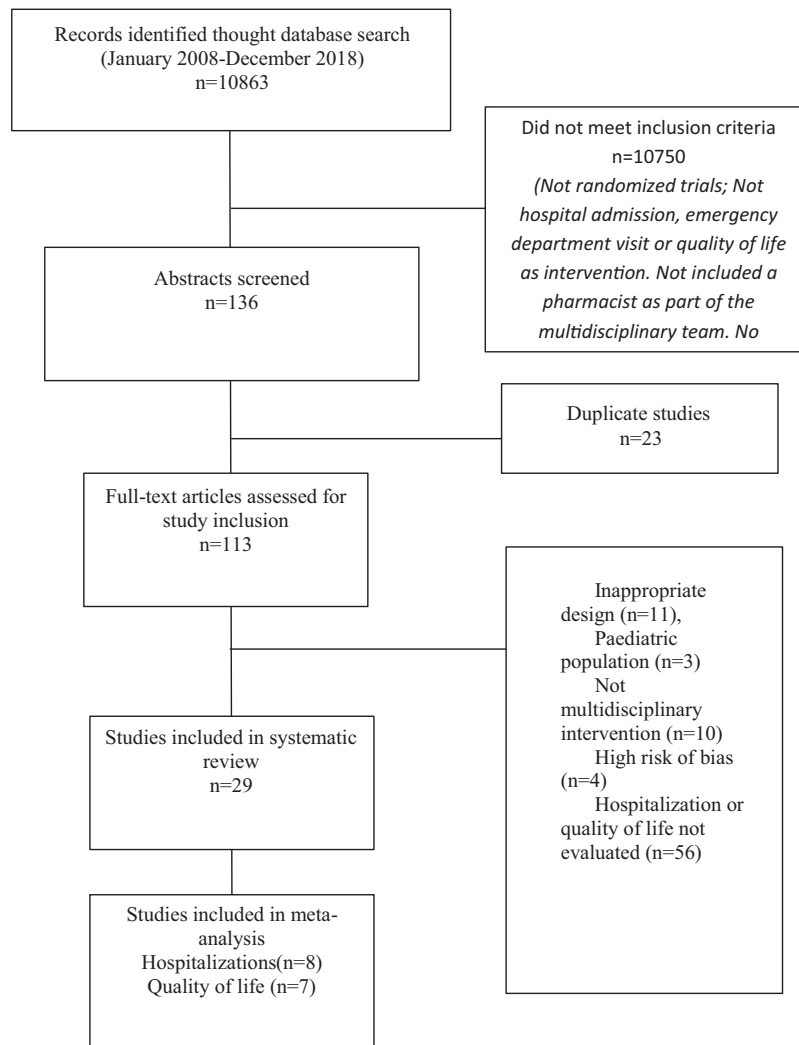 Records identified thought database search
(January 2008-December 2018)
n=10863
Did not meet inclusion criteria
n=10750
(Not randomized trials; Not
hospital admission, emergency
department visit or quality of life
as intervention. Not included a
pharmacist as part of the
multidisciplinary team. No
Abstracts screened
n=136
Duplicate studies
n=23
Full-text articles assessed for
study inclusion
n=113
Inappropriate
design (n=11),
Paediatric
population (n=3)
Not
multidisciplinary
intervention (n=10)
High risk of bias
(n=4)
Hospitalization or
quality of life not
evaluated (n=56)
Studies included in systematic
review
n=29
Studies included in meta-
analysis
Hospitalizations(n=8)
Quality of life (n=7)